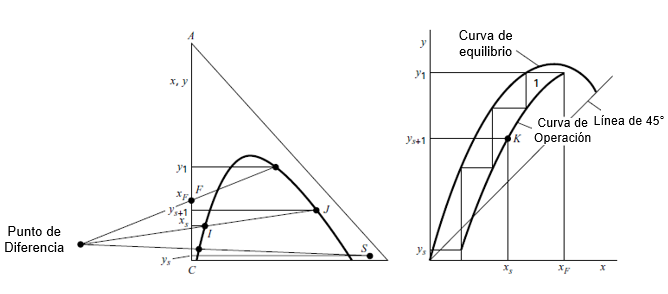 A
x, y
y1
xF
F
ys+1
J
xs
I
Punto de
Diferencia
ys
S
C
Curva de
equilibrio
y
y1
1
Línea de 45°
Curva de
Operación
ys+1
K
ys
xs
xF
x